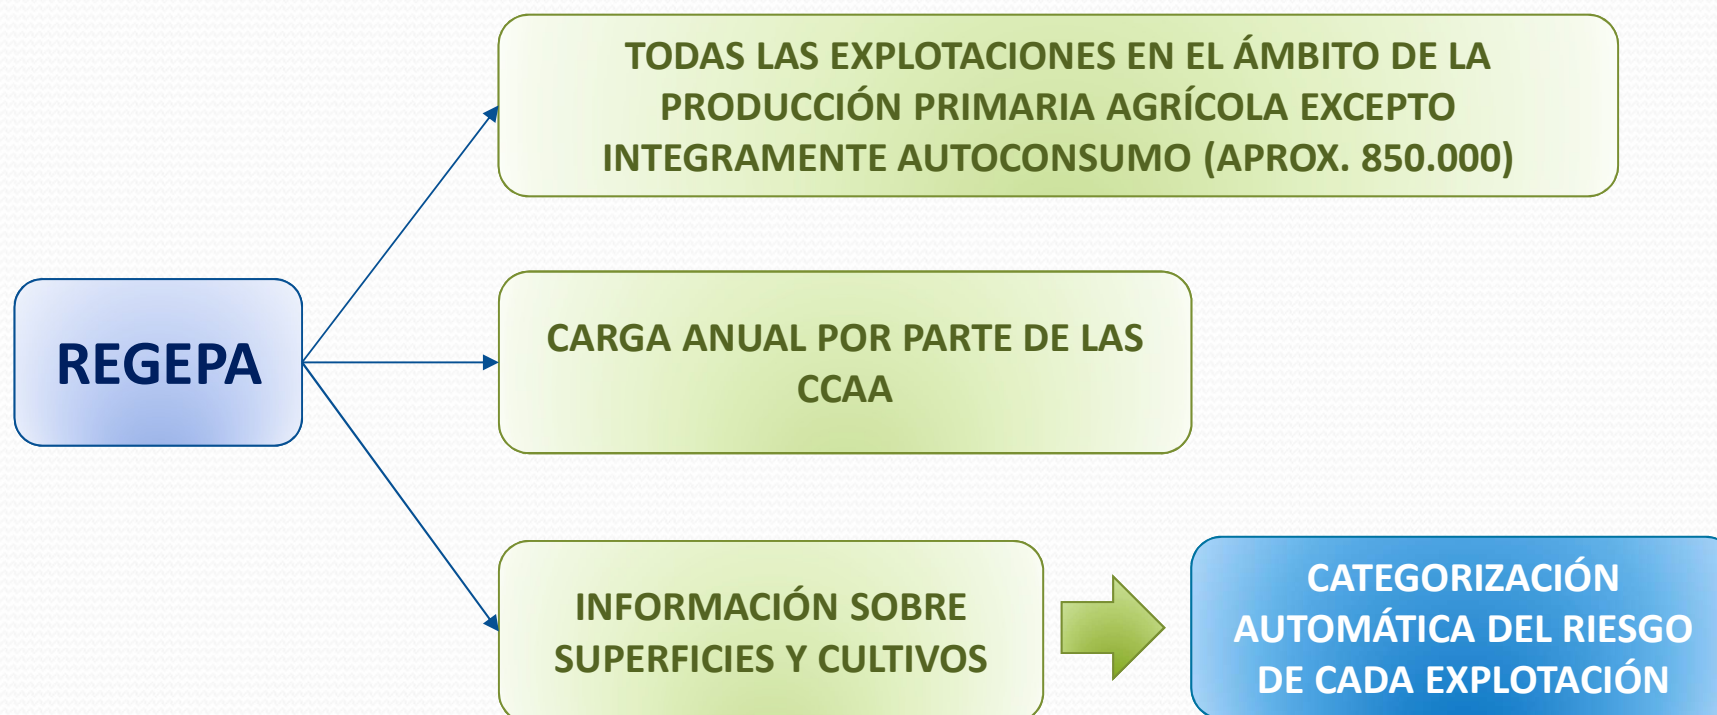 TODAS LAS EXPLOTACIONES EN EL ÁMBITO DE LA
PRODUCCIÓN PRIMARIA AGRÍCOLA EXCEPTO
INTEGRAMENTE AUTOCONSUMO (APROX. 850.000)
REGEPA
CARGA ANUAL POR PARTE DE LAS
CCAA
INFORMACIÓN SOBRE
SUPERFICIES Y CULTIVOS
CATEGORIZACIÓN
AUTOMÁTICA DEL RIESGO
DE CADA EXPLOTACIÓN